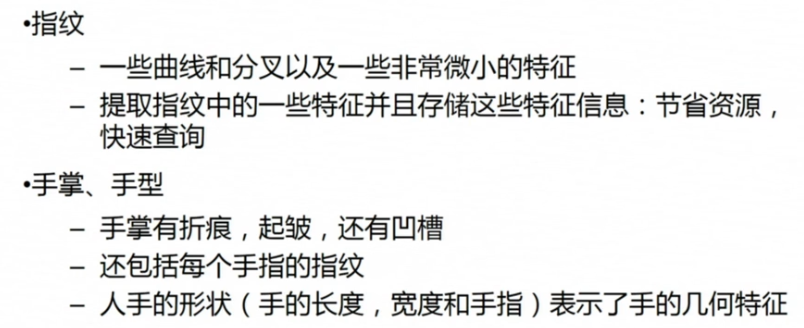 •指纹
– 一些曲线和分叉以及一些非常微小的特征
– 提取指纹中的一些特征并且存储这些特征信息：节省资源，
快速查询
•手掌、手型
– 手掌有折痕，起皱，还有凹槽
– 还包括每个手指的指纹
– 人手的形状（手的长度，宽度和手指）表示了手的几何特征